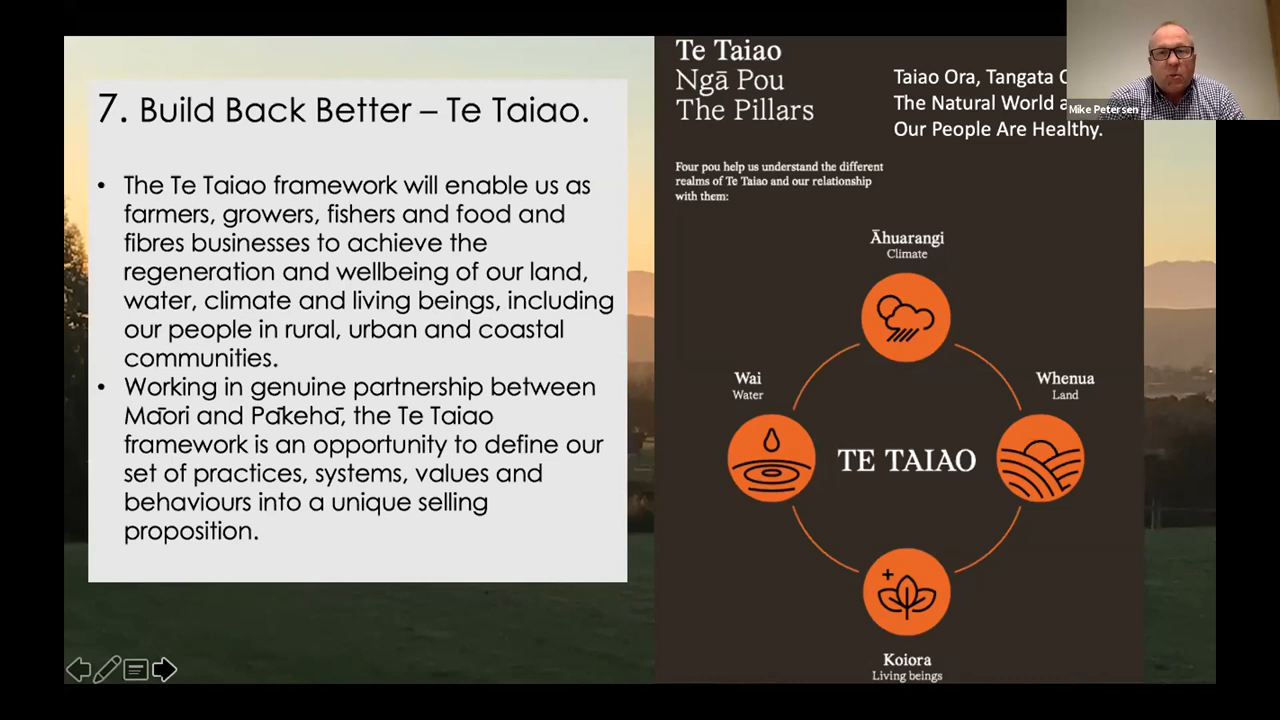 7. Build Back Better – Te Taiao.
• The Te Taiao framework will enable us as
farmers, growers, fishers and food and
fibres businesses to achieve the
regeneration and wellbeing of our land,
water, climate and living beings, including
our people in rural, urban and coastal
communities.
• Working in genuine partnership between
Māori and Pākehā, the Te Taiao
framework is an opportunity to define our
set of practices, systems, values and
behaviours into a unique selling
proposition.
Te Taiao
Ngā Pou
The Pillars
Taiao Ora, Tangata
The Natural World
Our People Are Healthy.
Mike Petersen
Four pou help us understand the different
realms of Te Taiao and our relationship
with them:
Āhuarangi
Climate
Wai
Water
Whenua
Land
TE TAIAO
Koiora
Living beings